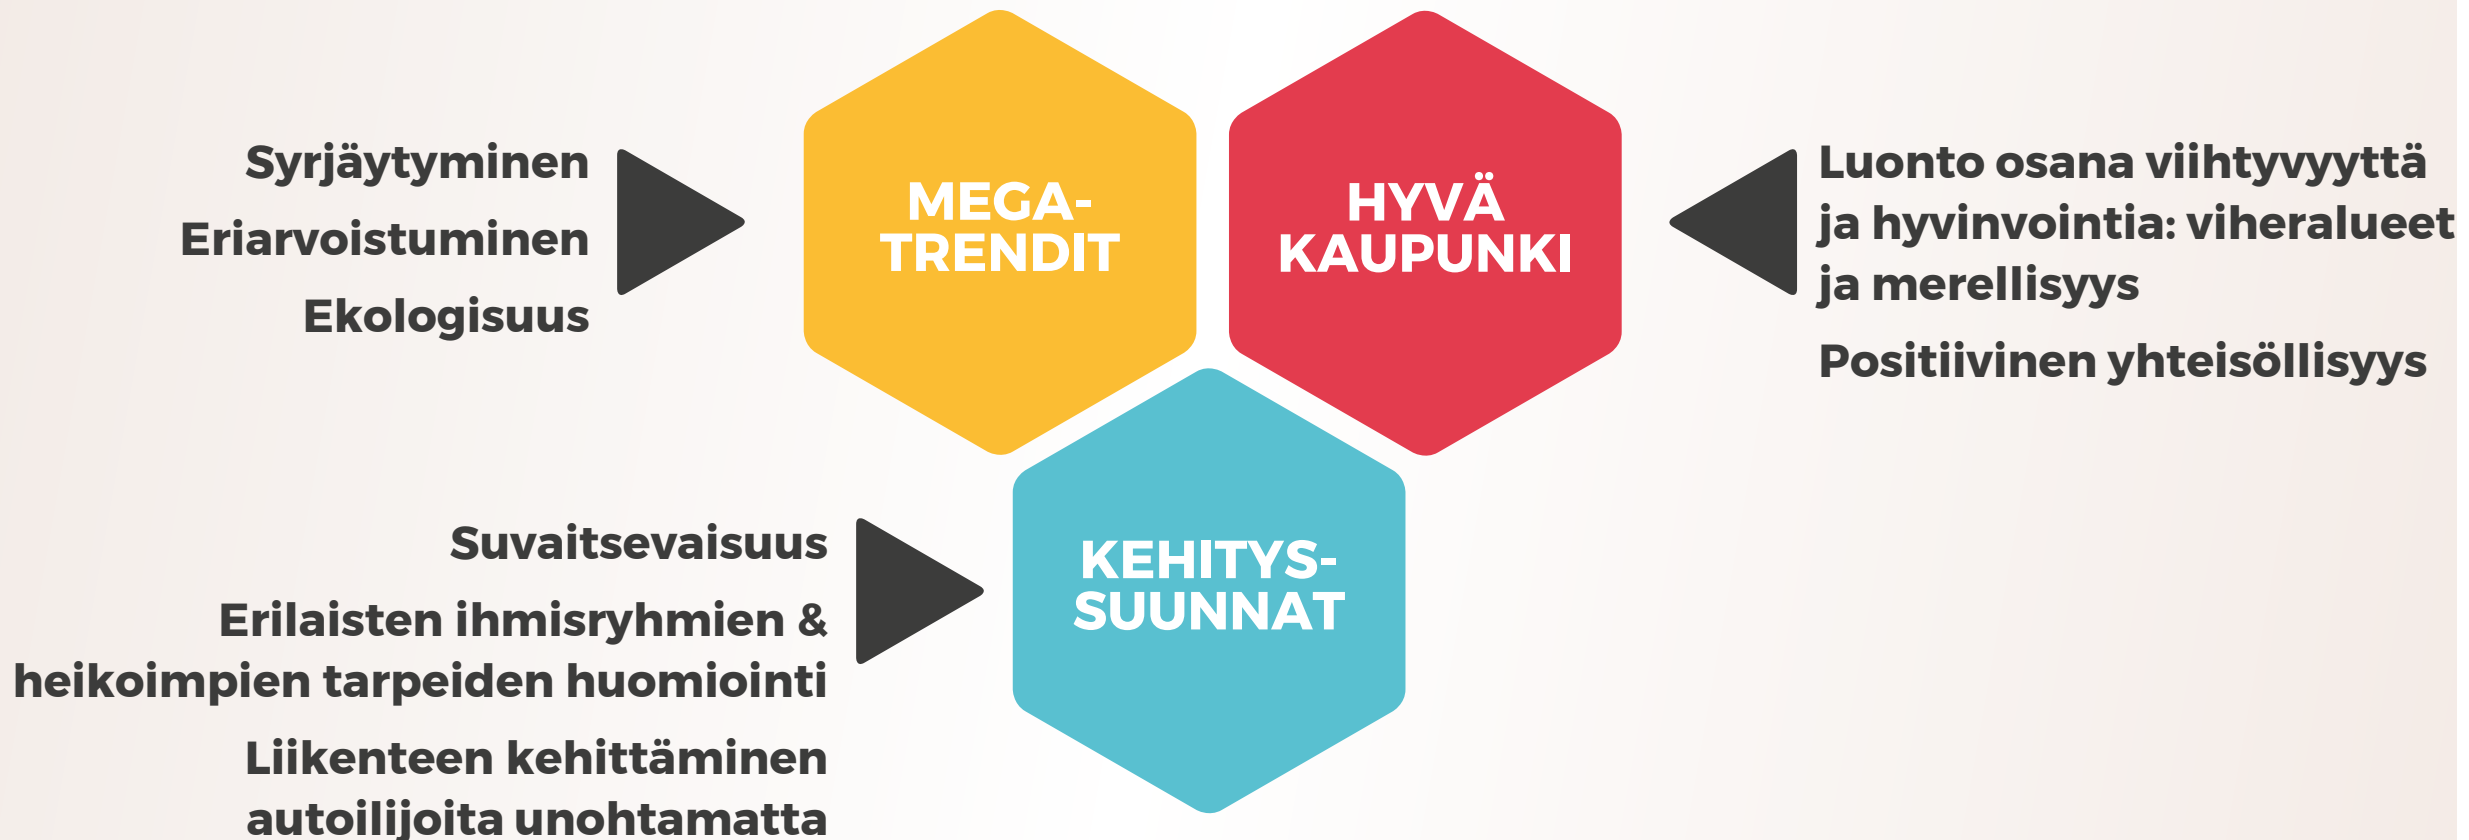 Syrjäytyminen
Eriarvoistuminen
Ekologisuus
MEGA-
TRENDIT
HYVÄ
KAUPUNKI
Luonto osana viihtyvyyttä
ja hyvinvointia: viheralueet
ja merellisyys
Positiivinen yhteisöllisyys
Suvaitsevaisuus
Erilaisten ihmisryhmien &
heikoimpien tarpeiden huomiointi
Liikenteen kehittäminen
autoilijoita unohtamatta
KEHITYS-
SUUNNAT